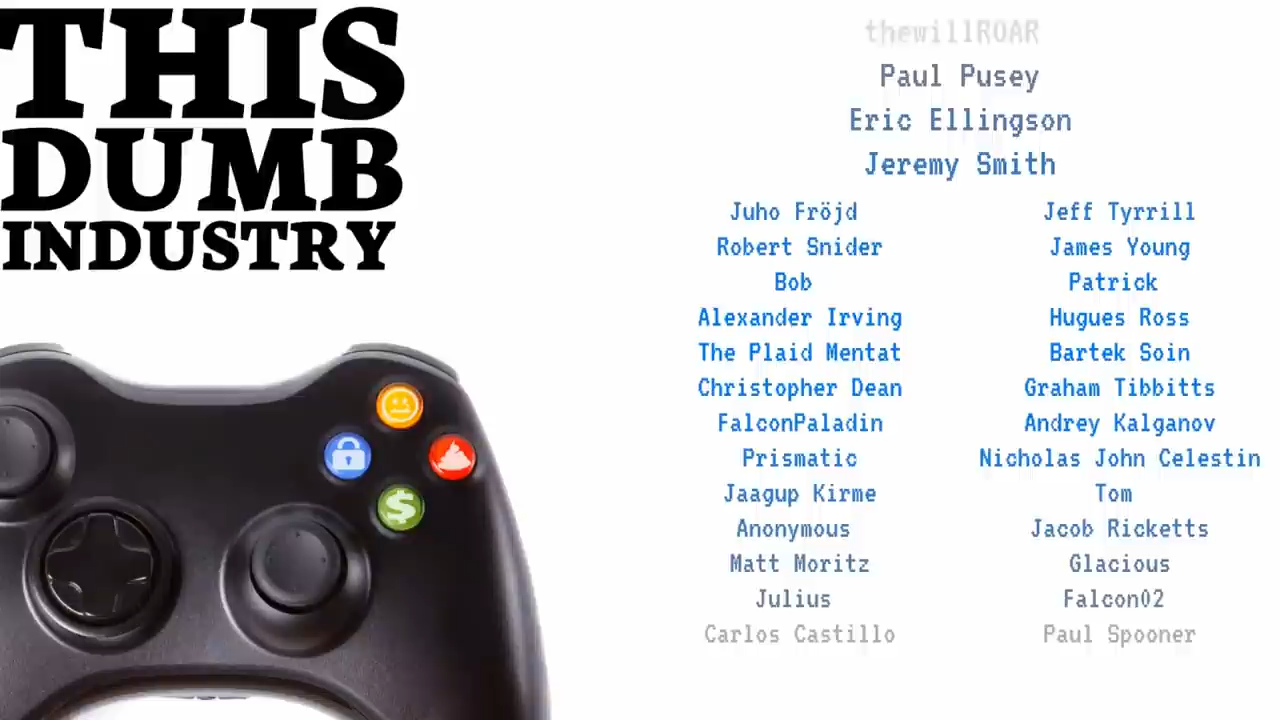 THIS
DUMB
INDUSTRY
thewillROAR
Paul Pusey
Eric Ellingson
Jeremy Smith
Juho Fröjd
Jeff Tyrrill
Robert Snider
James Young
Bob
Patrick
Alexander Irving
Hugues Ross
The Plaid Mentat
Bartek Soin
Christopher Dean
Graham Tibbitts
FalconPaladin
Andrey Kalganov
Prismatic
Nicholas John Celestin
Jaagup Kirme
Tom
Anonymous
Jacob Ricketts
Matt Moritz
Glacious
Julius
Falcon02
Carlos Castillo
Paul Spooner
$